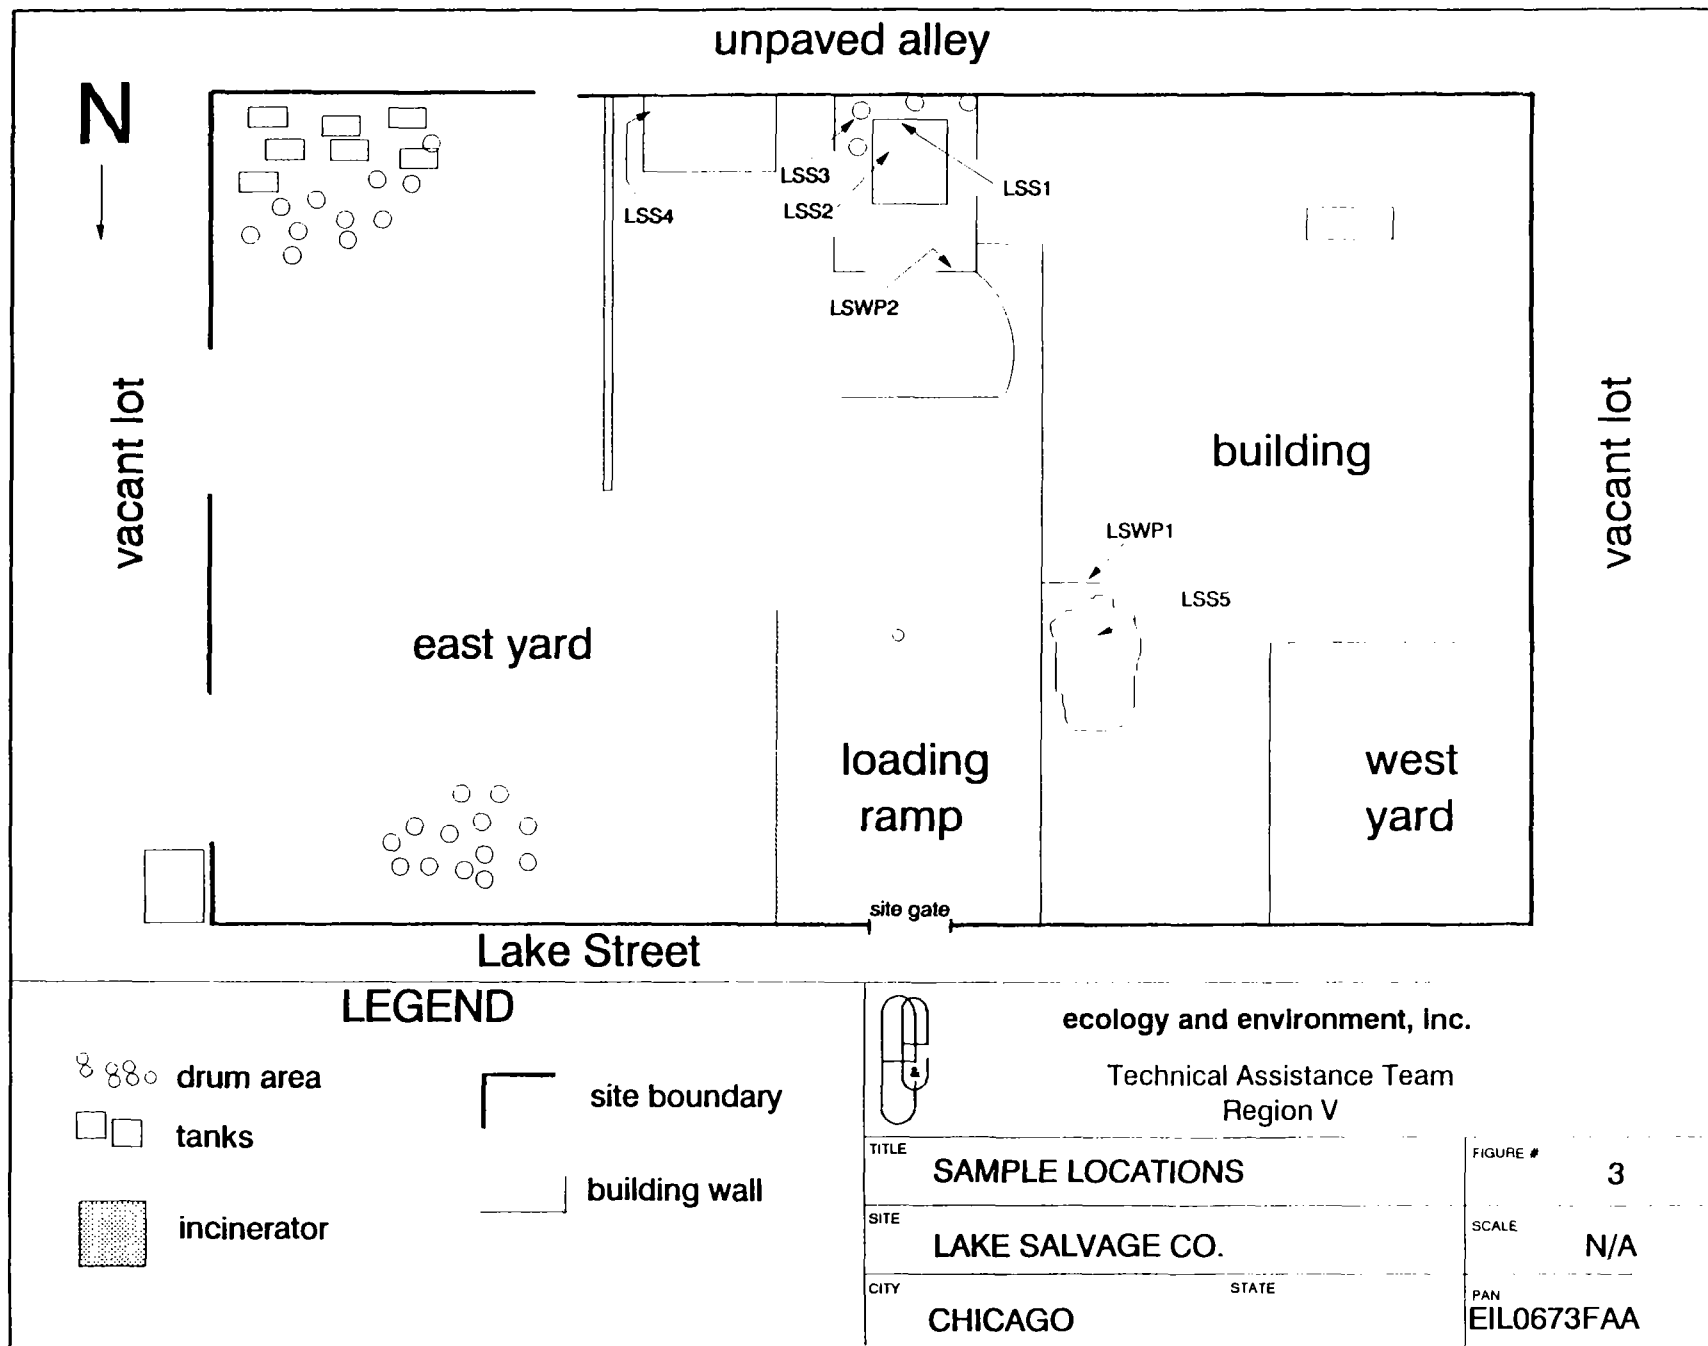 unpaved alley
N
LSS3
LSS1
LSS4
LSS2
LSWP2
vacant lot
vacant lot
building
LSWP1
LSS5
east yard
loading
ramp
west
yard
site gate
Lake Street
LEGEND
drum area
tanks
incinerator
site boundary
building wall
&
ecology and environment, inc.
Technical Assistance Team
Region V
TITLE
SAMPLE LOCATIONS
FIGURE #
3
SITE
LAKE SALVAGE CO.
SCALE
N/A
CITY
CHICAGO
STATE
PAN
EIL0673FAA